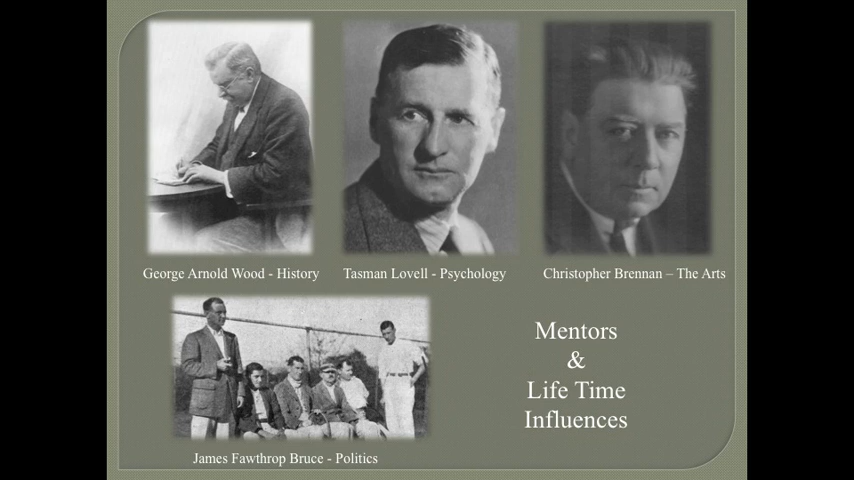 George Arnold Wood - History
Tasman Lovell - Psychology
Christopher Brennan – The Arts
Mentors
&
Life Time
Influences
James Fawthrop Bruce - Politics